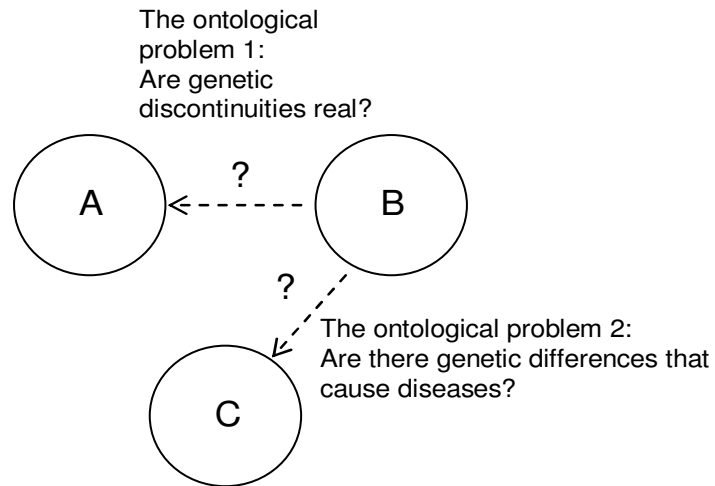 The ontological
problem 1:
Are genetic
discontinuities real?
?
A
B
?
The ontological problem 2:
Are there genetic differences that
cause diseases?
C